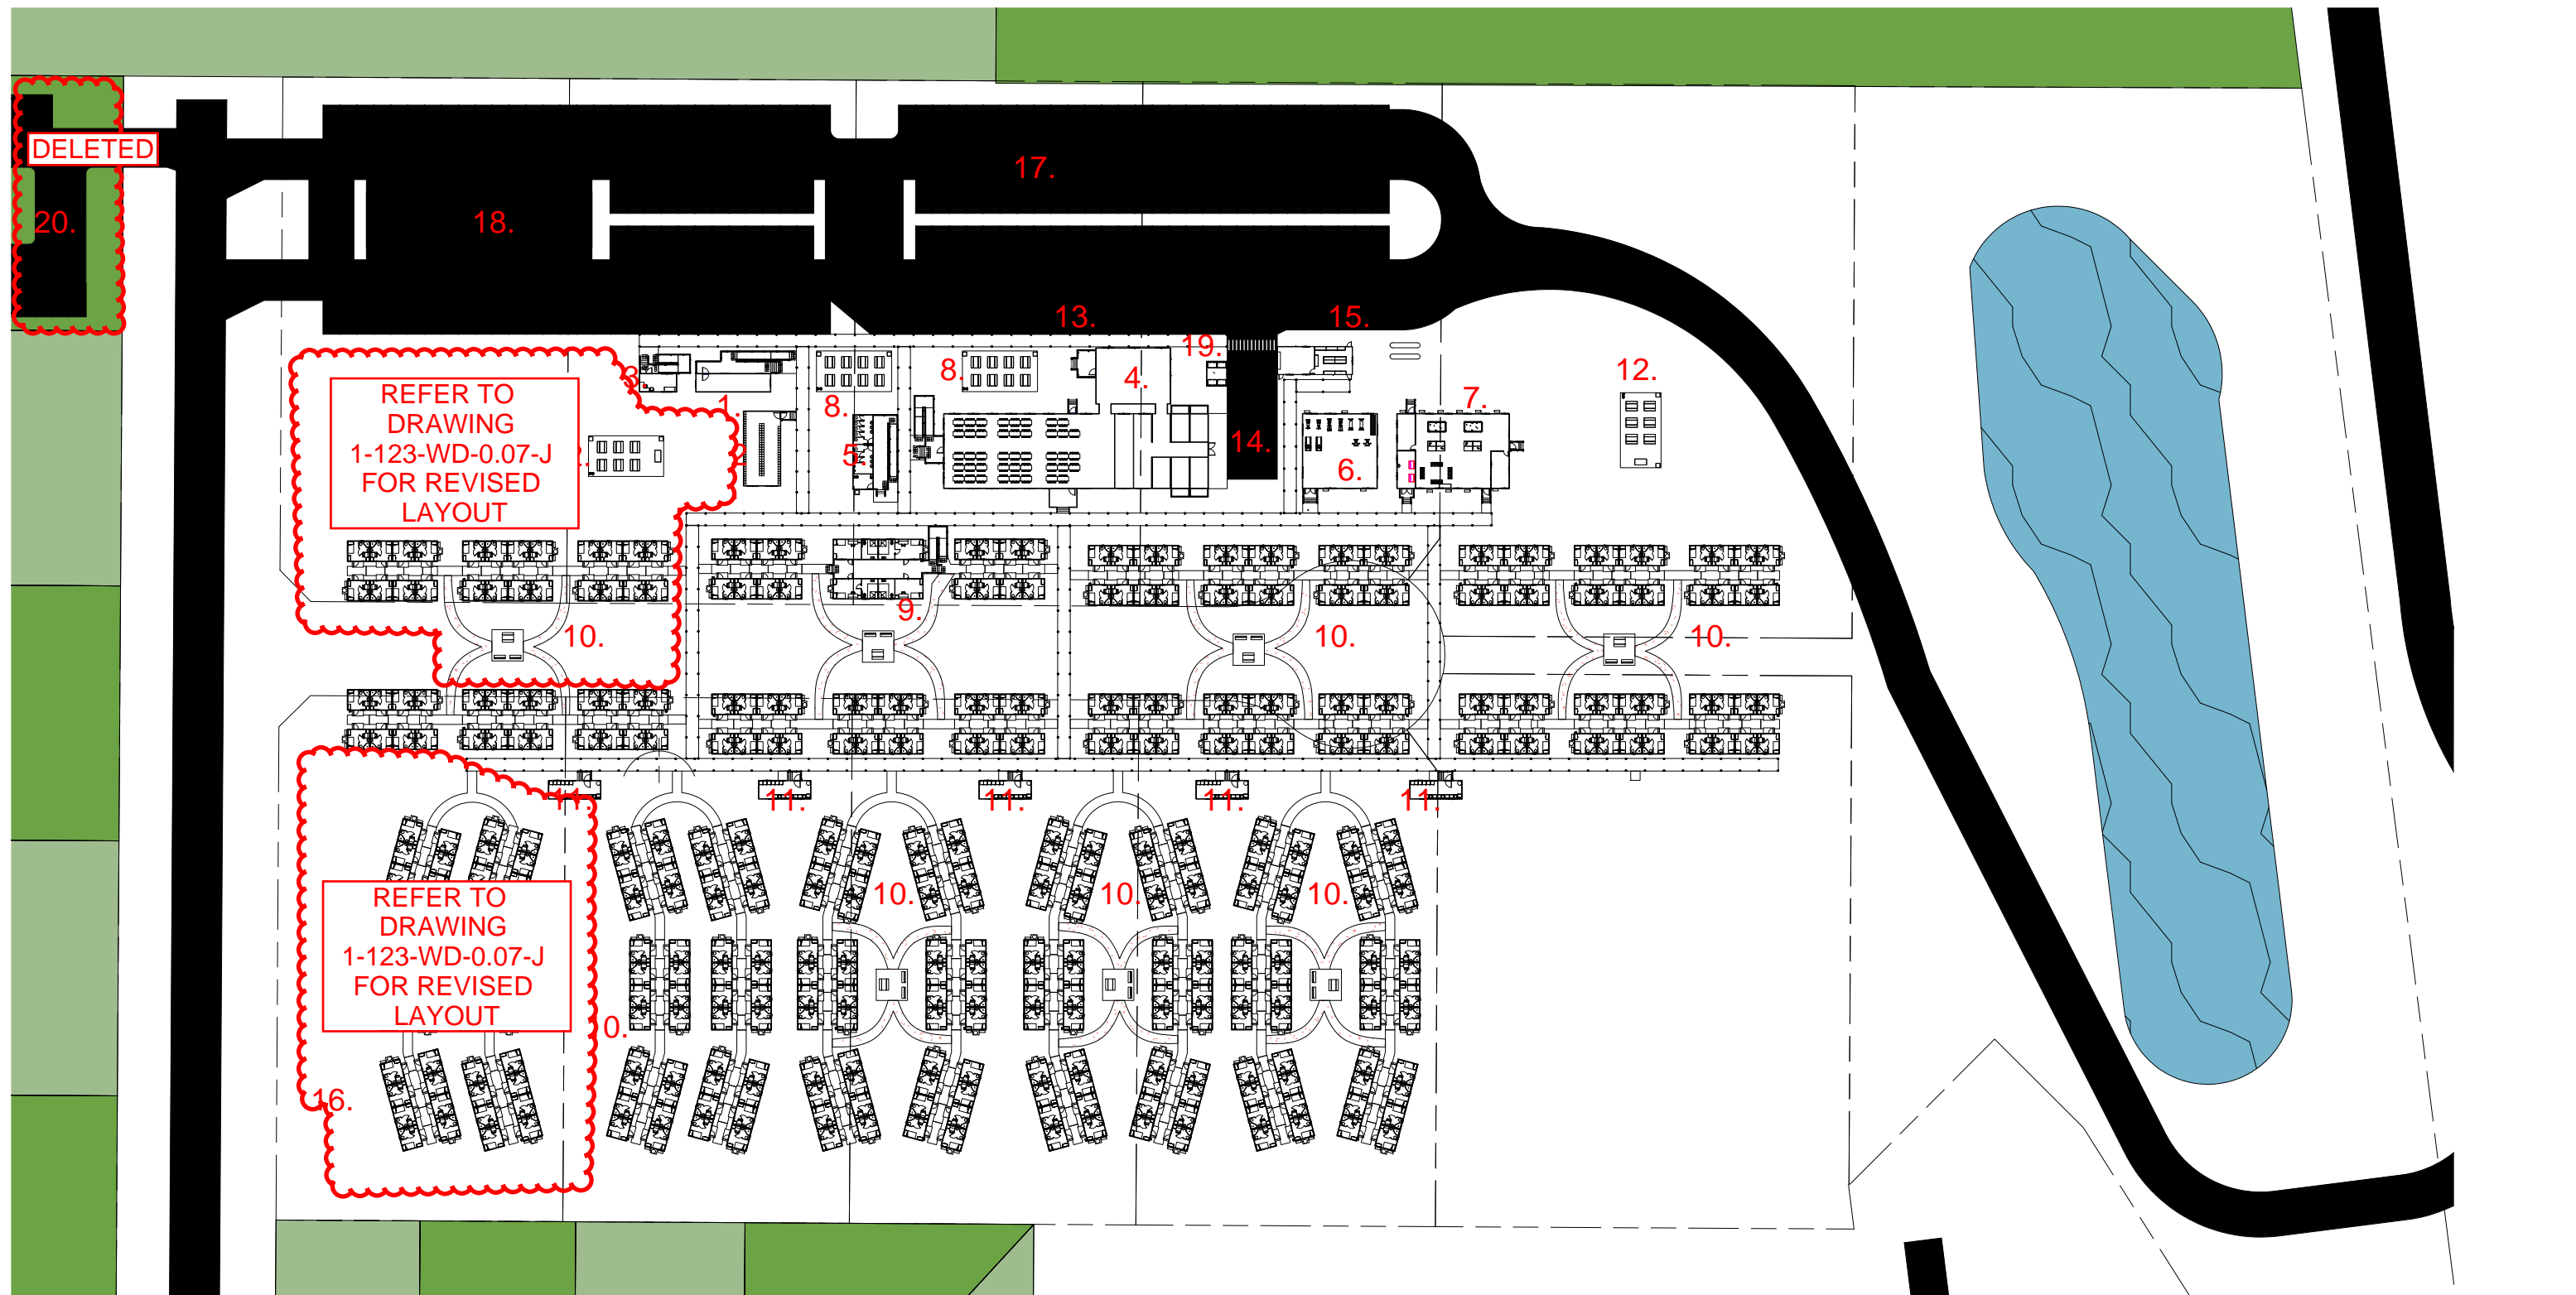 DELETED
17.
20.
18.
13.
15.
19.
3.
8.
4.
12.
REFER TO
DRAWING
1-123-WD-0.07-J
FOR REVISED
LAYOUT
1.
8.
7.
5.
14.
6.
9.
10.
10.
10.
11.
11.
11.
11.
11.
REFER TO
DRAWING
1-123-WD-0.07-J
FOR REVISED
LAYOUT
10.
10.
10.
0.
16.